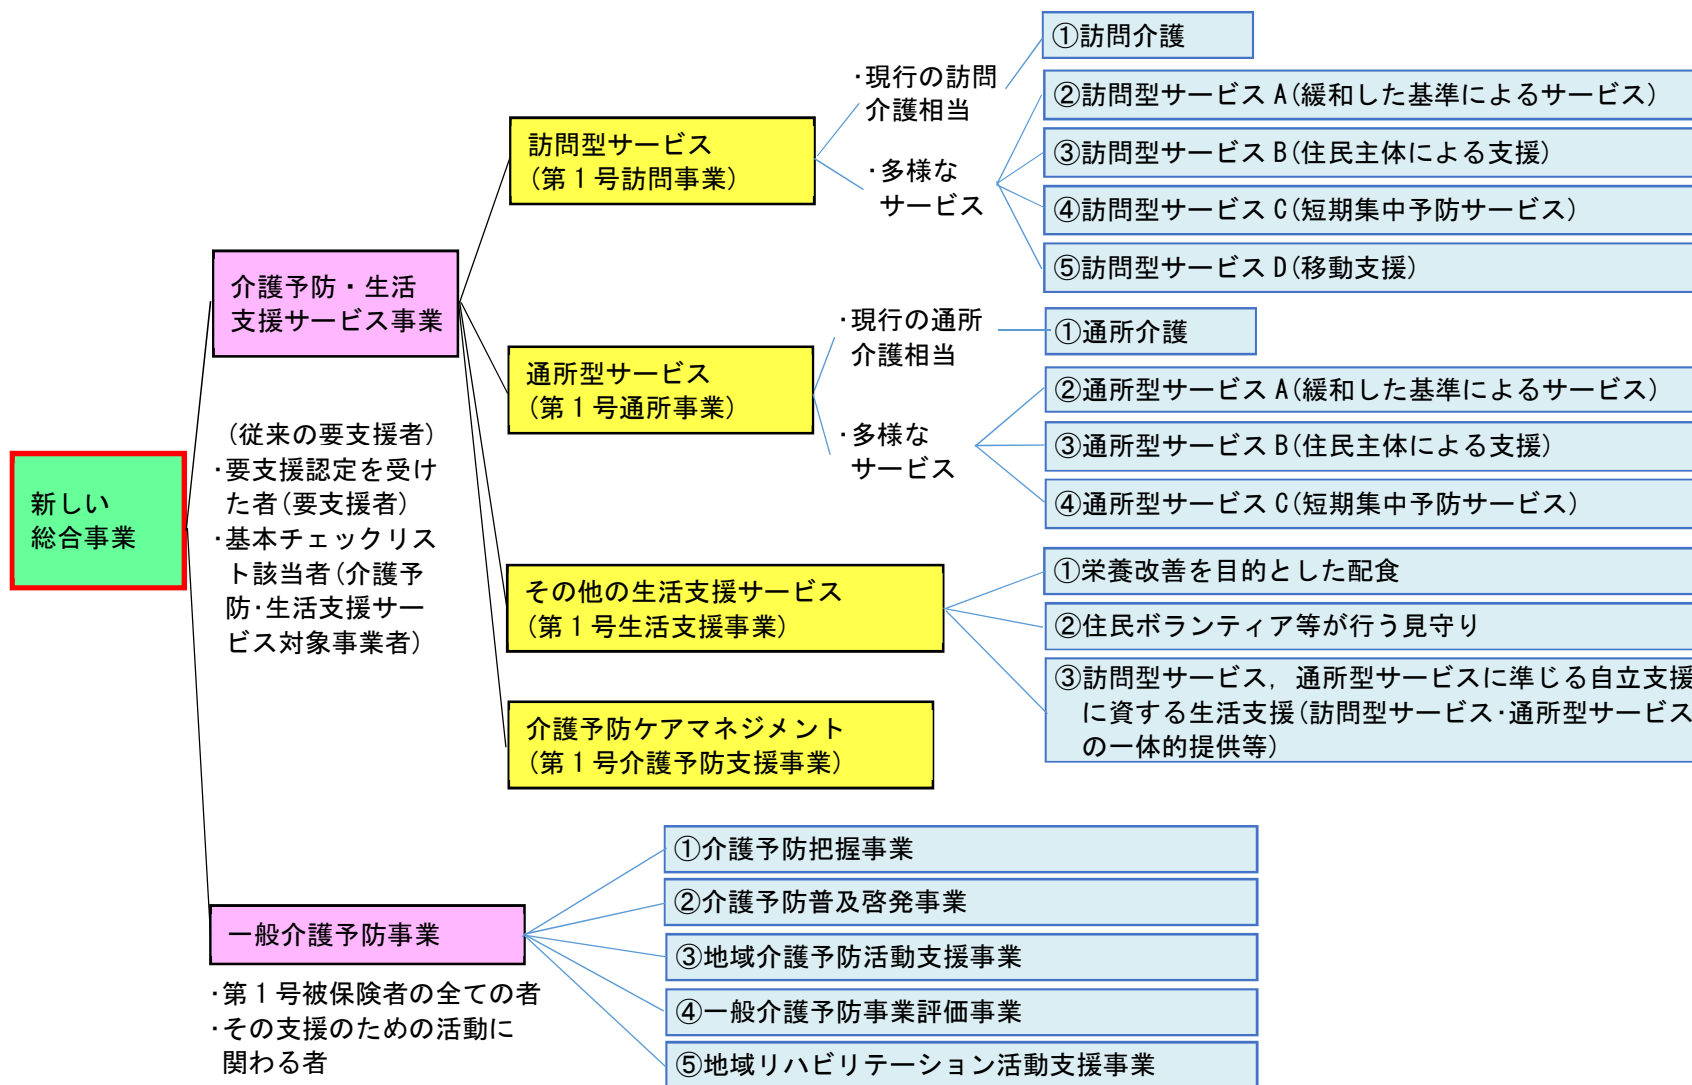 新しい
総合事業
介護予防・生活
支援サービス事業
(従来の要支援者)
・要支援認定を受け
た者(要支援者)
・基本チェックリス
ト該当者(介護予
防・生活支援サー
ビス対象事業者)
訪問型サービス
(第1号訪問事業)
・現行の訪問
介護相当
①訪問介護
・多様な
サービス
②訪問型サービス A(緩和した基準によるサービス)
③訪問型サービス B(住民主体による支援)
④訪問型サービス C(短期集中予防サービス)
⑤訪問型サービス D(移動支援)
通所型サービス
(第1号通所事業)
・現行の通所
介護相当
①通所介護
・多様な
サービス
②通所型サービス A(緩和した基準によるサービス)
③通所型サービス B(住民主体による支援)
④通所型サービス C(短期集中予防サービス)
その他の生活支援サービス
(第1号生活支援事業)
①栄養改善を目的とした配食
②住民ボランティア等が行う見守り
③訪問型サービス,通所型サービスに準じる自立支援
に資する生活支援(訪問型サービス・通所型サービス
の一体的提供等)
介護予防ケアマネジメント
(第1号介護予防支援事業)
一般介護予防事業
・第1号被保険者の全ての者
・その支援のための活動に
関わる者
①介護予防把握事業
②介護予防普及啓発事業
③地域介護予防活動支援事業
④一般介護予防事業評価事業
⑤地域リハビリテーション活動支援事業